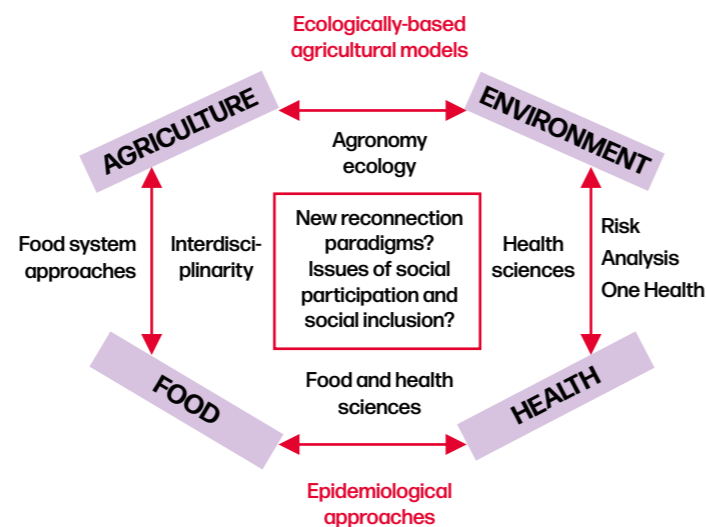 Ecologically-based
agricultural models
AGRICULTURE
ENVIRONMENT
Agronomy
ecology
Food system
approaches
Interdisci-
plinarity
New reconnection
paradigms?
Issues of social
participation and
social inclusion?
Health
sciences
Risk
Analysis
One Health
FOOD
Food and health
sciences
HEALTH
Epidemiological
approaches